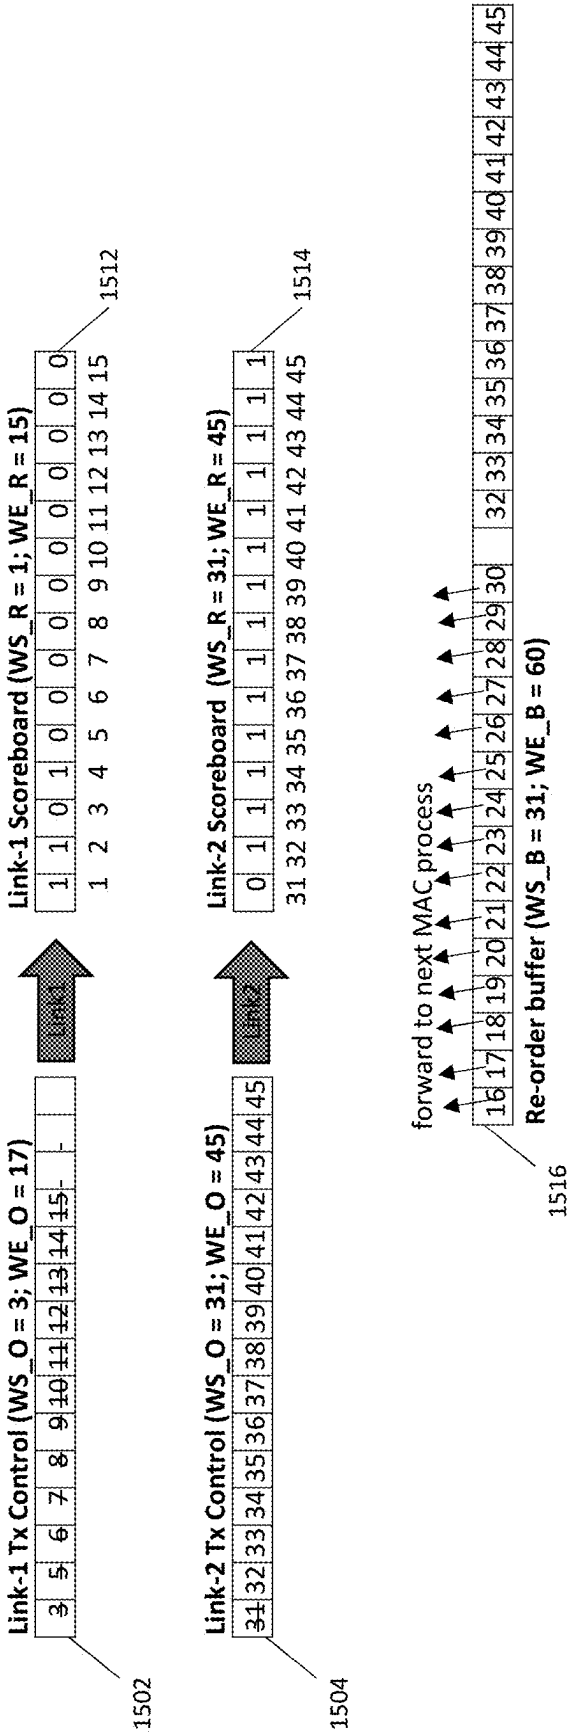 Link-1 Tx Control (WS_O = 3; WE_O = 17)
3 5 6 7 8 9 10 11 12 13 14 15 - -
1502
Link1
Link-1 Scoreboard (WS_R = 1; WE_R = 15)
1 1 0 1 0 0 0 0 0 0 0 0 0 0 0
1 2 3 4 5 6 7 8 9 10 11 12 13 14 15
1512
Link-2 Tx Control (WS_O = 31; WE_O = 45)
31 32 33 34 35 36 37 38 39 40 41 42 43 44 45
1504
Link2
Link-2 Scoreboard (WS_R = 31; WE_R = 45)
0 1 1 1 1 1 1 1 1 1 1 1 1 1 1
31 32 33 34 35 36 37 38 39 40 41 42 43 44 45
1514
forward to next MAC process
16 17 18 19 20 21 22 23 24 25 26 27 28 29 30 32 33 34 35 36 37 38 39 40 41 42 43 44 45
1516
Re-order buffer (WS_B = 31; WE_B = 60)